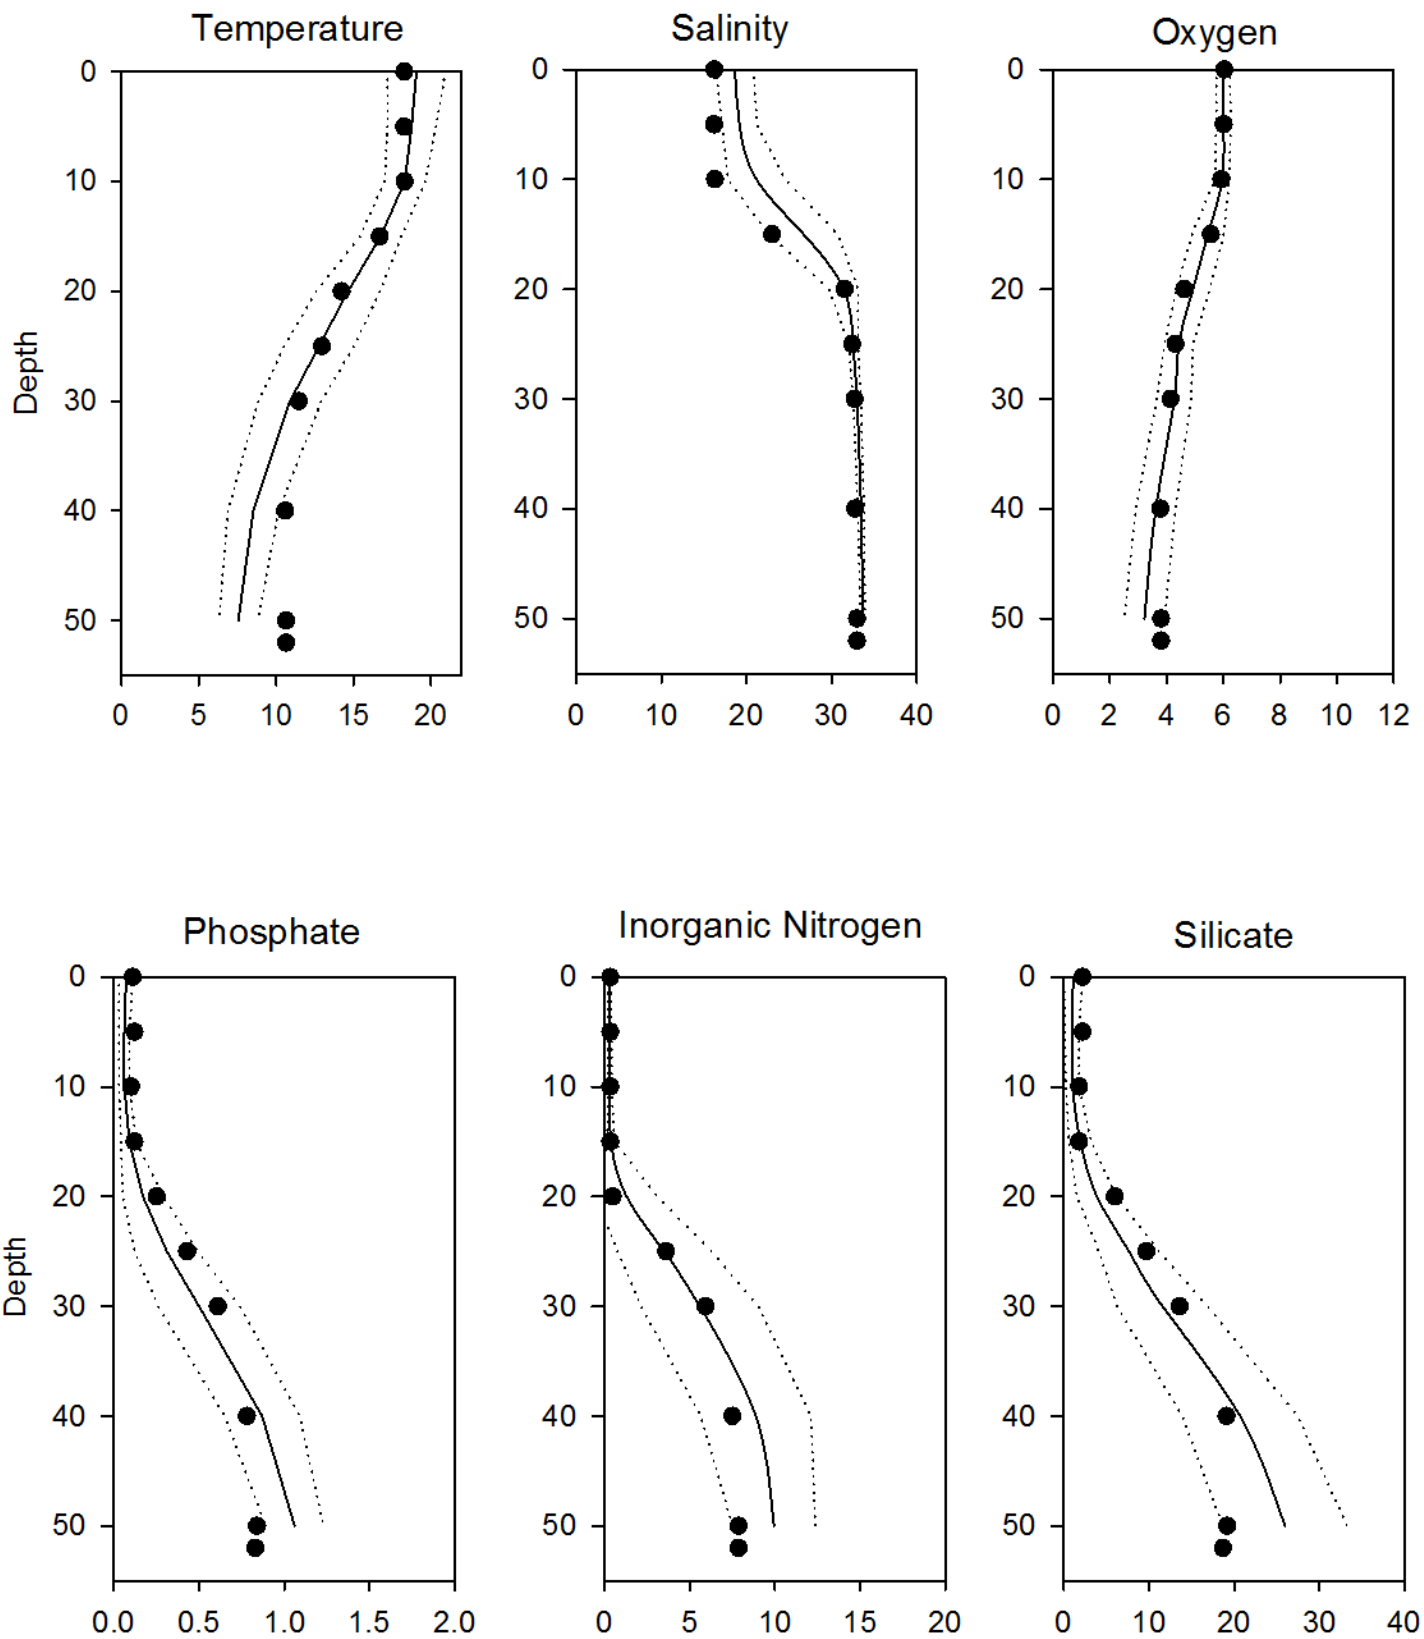 Temperature Salinity Oxygen
0 0 0
10 10 10
20 20 20
Depth
30 30 30
40 40 40
50 50 50
0 5 10 15 20 0 10 20 30 40 0 2 4 6 8 10 12
Phosphate Inorganic Nitrogen Silicate
0 0 0
10 10 10
20 20 20
Depth
30 30 30
40 40 40
50 50 50
0.0 0.5 1.0 1.5 2.0 0 5 10 15 20 0 10 20 30 40